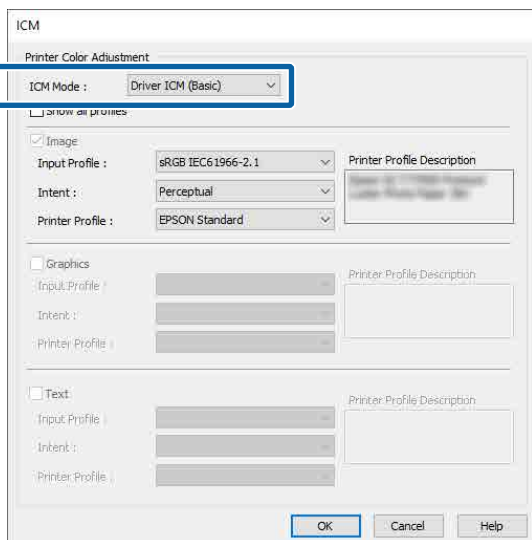 ICM
Printer Color Adjustment
ICM Mode : Driver ICM (Basic)
Show all profiles
Image
Input Profile : sRGB IEC61966-2.1 Printer Profile Description
Intent : Perceptual
Printer Profile : EPSON Standard
Graphics
Input Profile : Printer Profile Description
Intent :
Printer Profile :
Text
Input Profile : Printer Profile Description
Intent :
Printer Profile :
OK Cancel Help